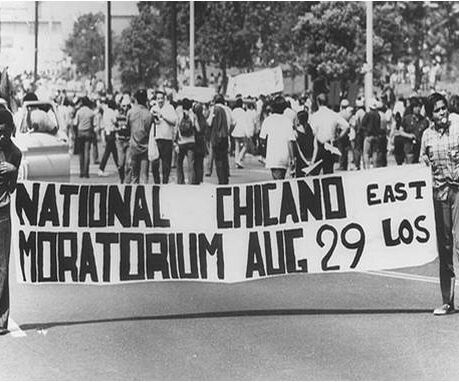 NATIONAL CHICANO EAST
MORATORIUM AUG 29 LOS